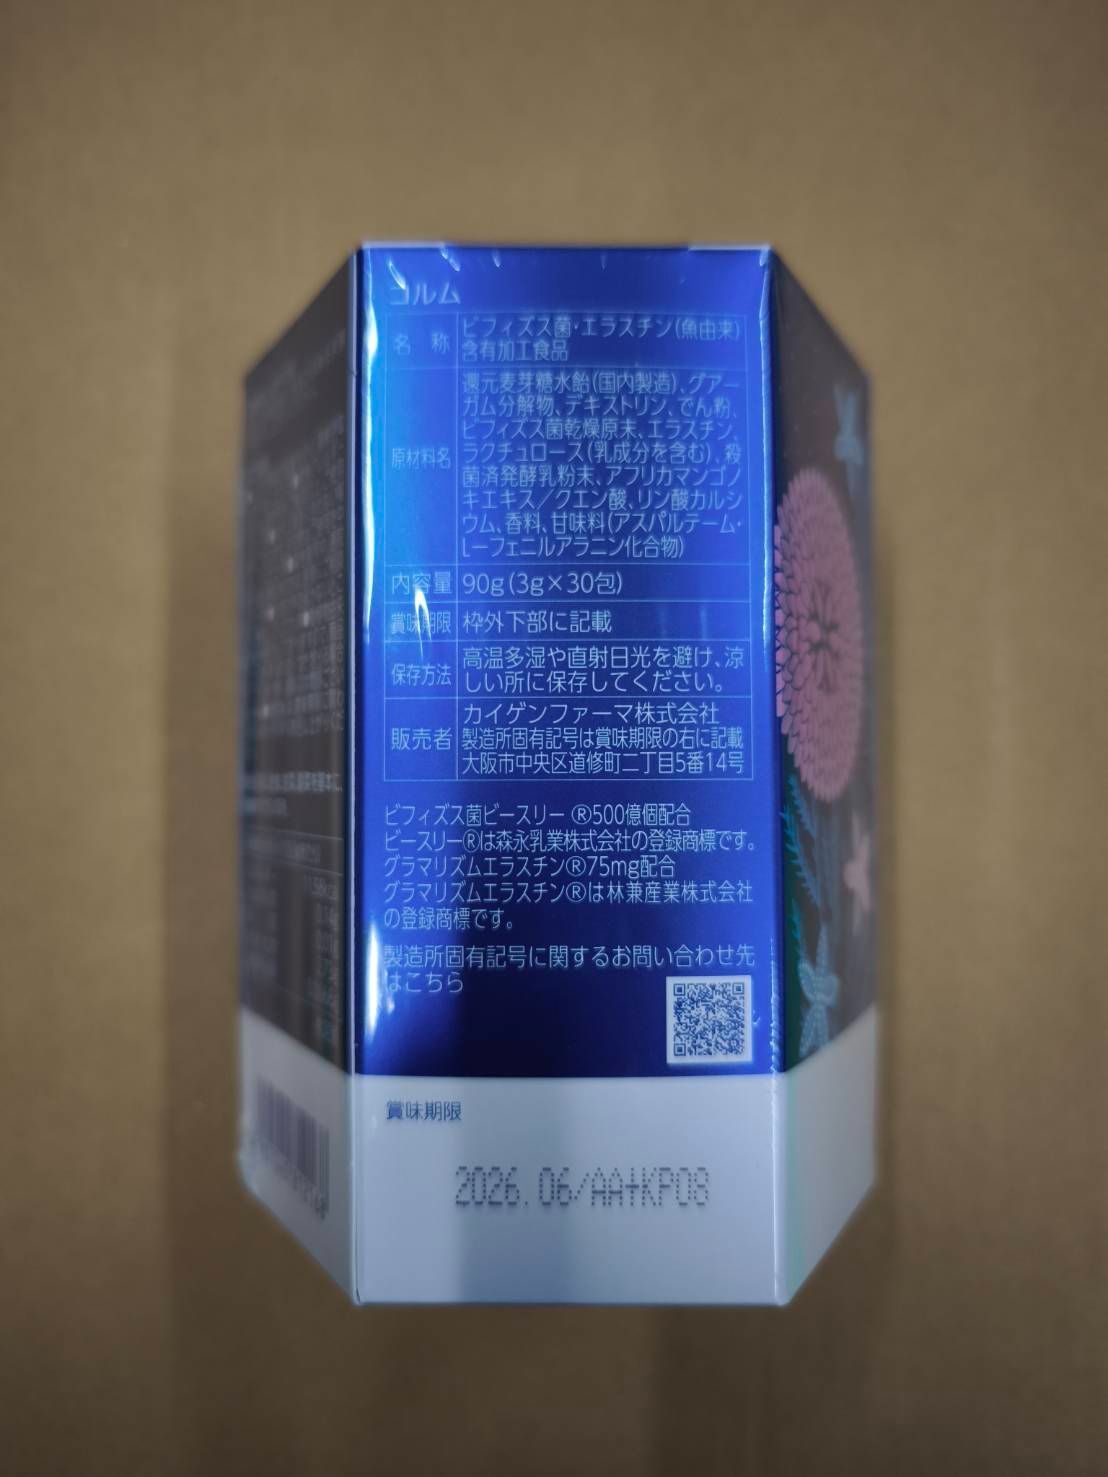 コルム
名称 ビフィズス菌・エラスチン(魚由来)
含有加工食品
原材料名 還元麦芽糖水飴(国内製造)、グアー
ガム分解物、デキストリン、でん粉、
ビフィズス菌乾燥原末、エラスチン、
ラクチュロース(乳成分を含む)、殺
菌済発酵乳粉末、アフリカマンゴノ
キエキス／クエン酸、リン酸カルシ
ウム、香料、甘味料(アスパルテーム・
L-フェニルアラニン化合物)
内容量 90g(3g×30包)
賞味期限 枠外下部に記載
保存方法 高温多湿や直射日光を避け、涼
しい所に保存してください。
販売者 カイゲンファーマ株式会社
製造所固有記号は賞味期限の右に記載
大阪市中央区道修町二丁目5番14号
ビフィズス菌ビースリー ®500億個配合
ビースリー®は森永乳業株式会社の登録商標です。
グラマリズムエラスチン®75mg配合
グラマリズムエラスチン®は林兼産業株式会社
の登録商標です。
製造所固有記号に関するお問い合わせ先
はこちら
賞味期限
2026.06/AA+KP08